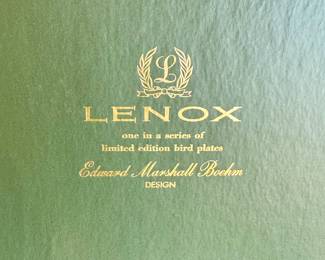 L
LENOX
one in a series of
limited edition bird plates
Edward Marshall Boehm
DESIGN